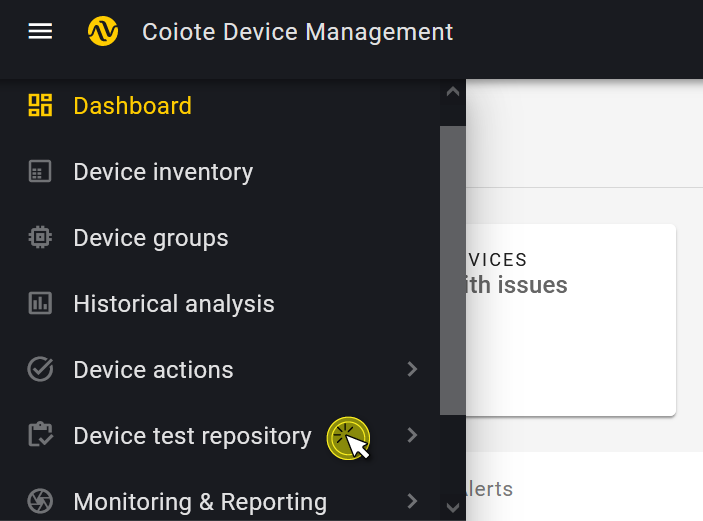 Coiote Device Management
Dashboard
Device inventory
Device groups
Historical analysis
Device actions
Device test repository
Monitoring & Reporting
VICES
ith issues
lerts